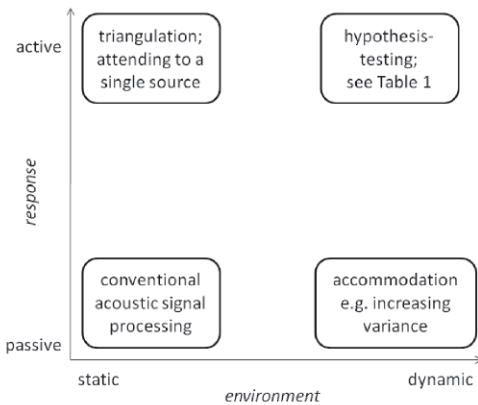 active
triangulation;
attending to a
single source
hypothesis-
testing;
see Table 1
response
conventional
acoustic signal
processing
accommodation
e.g. increasing
variance
passive
static
dynamic
environment